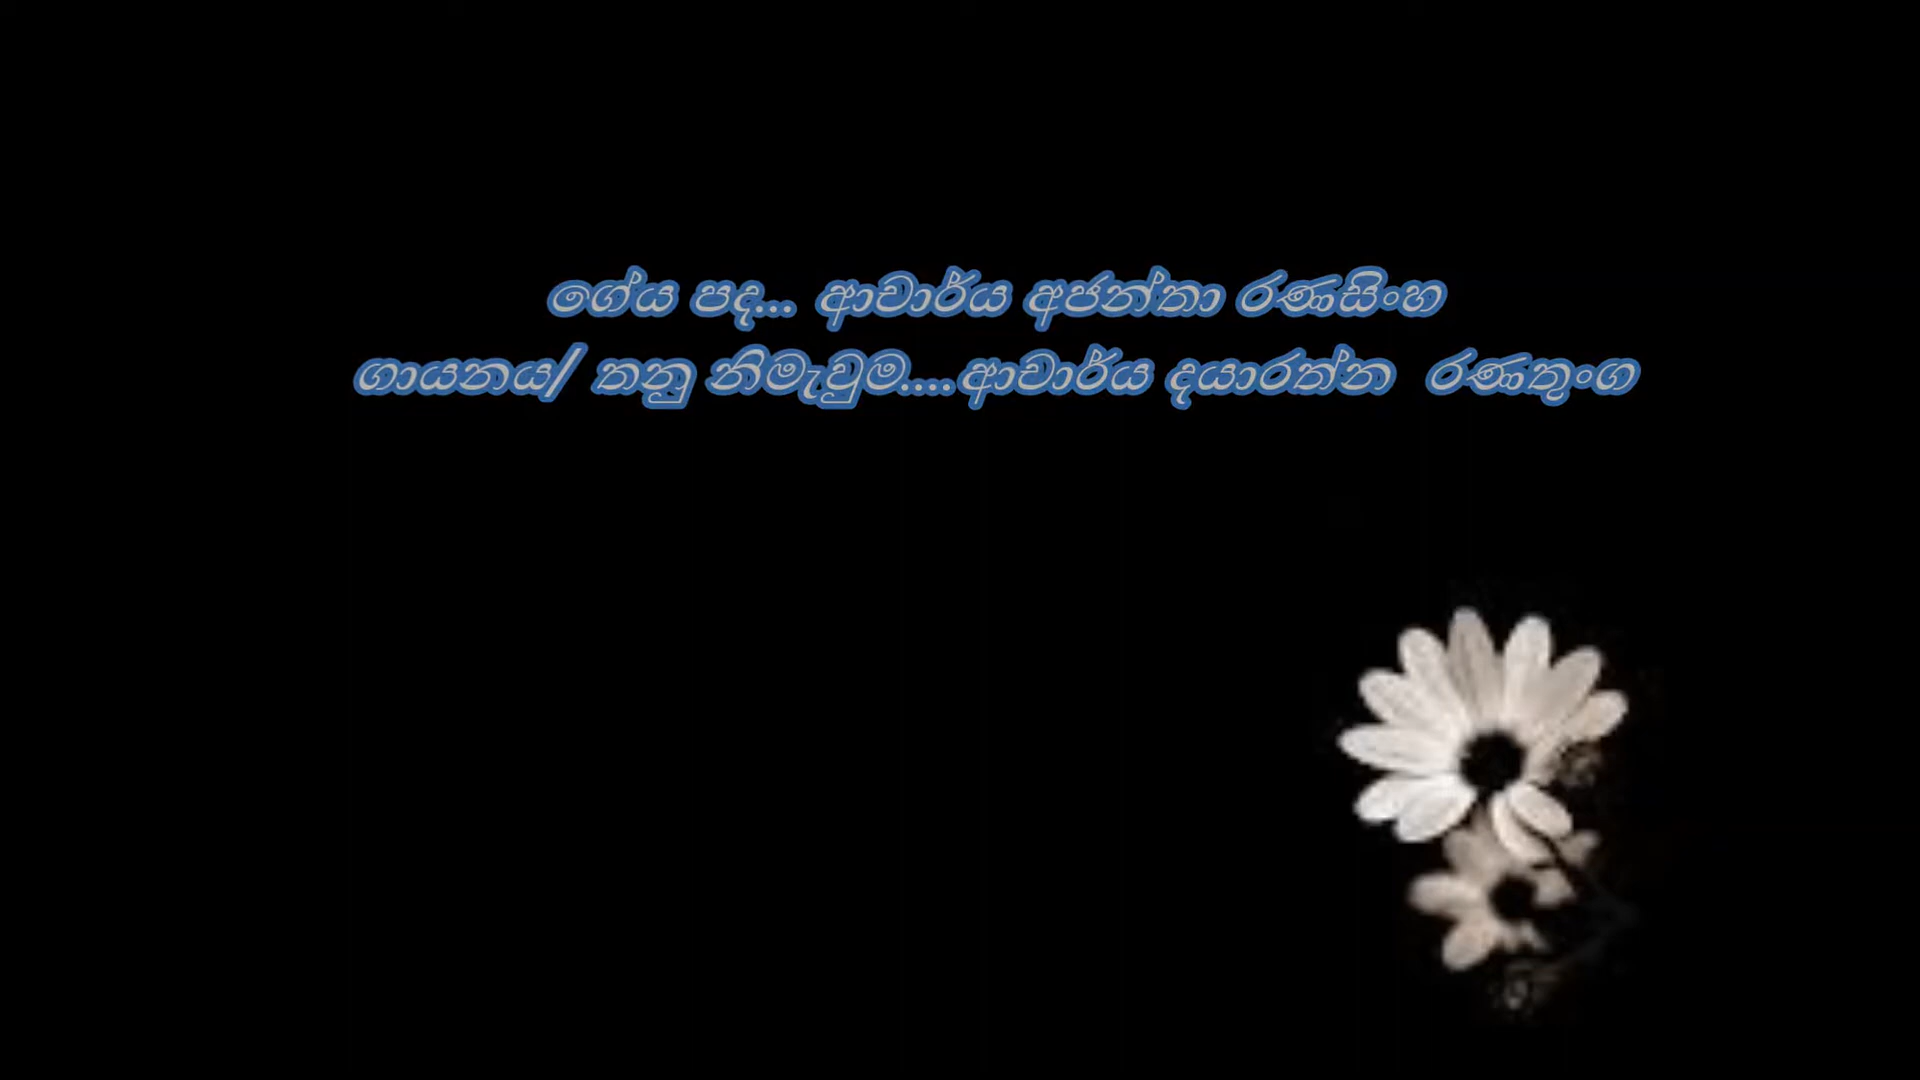 ගේය පද... ආචාර්ය අජන්තා රණසිංහ
ගායනය/ තනු නිමැවුම....ආචාර්ය දයාරත්න රණතුංග